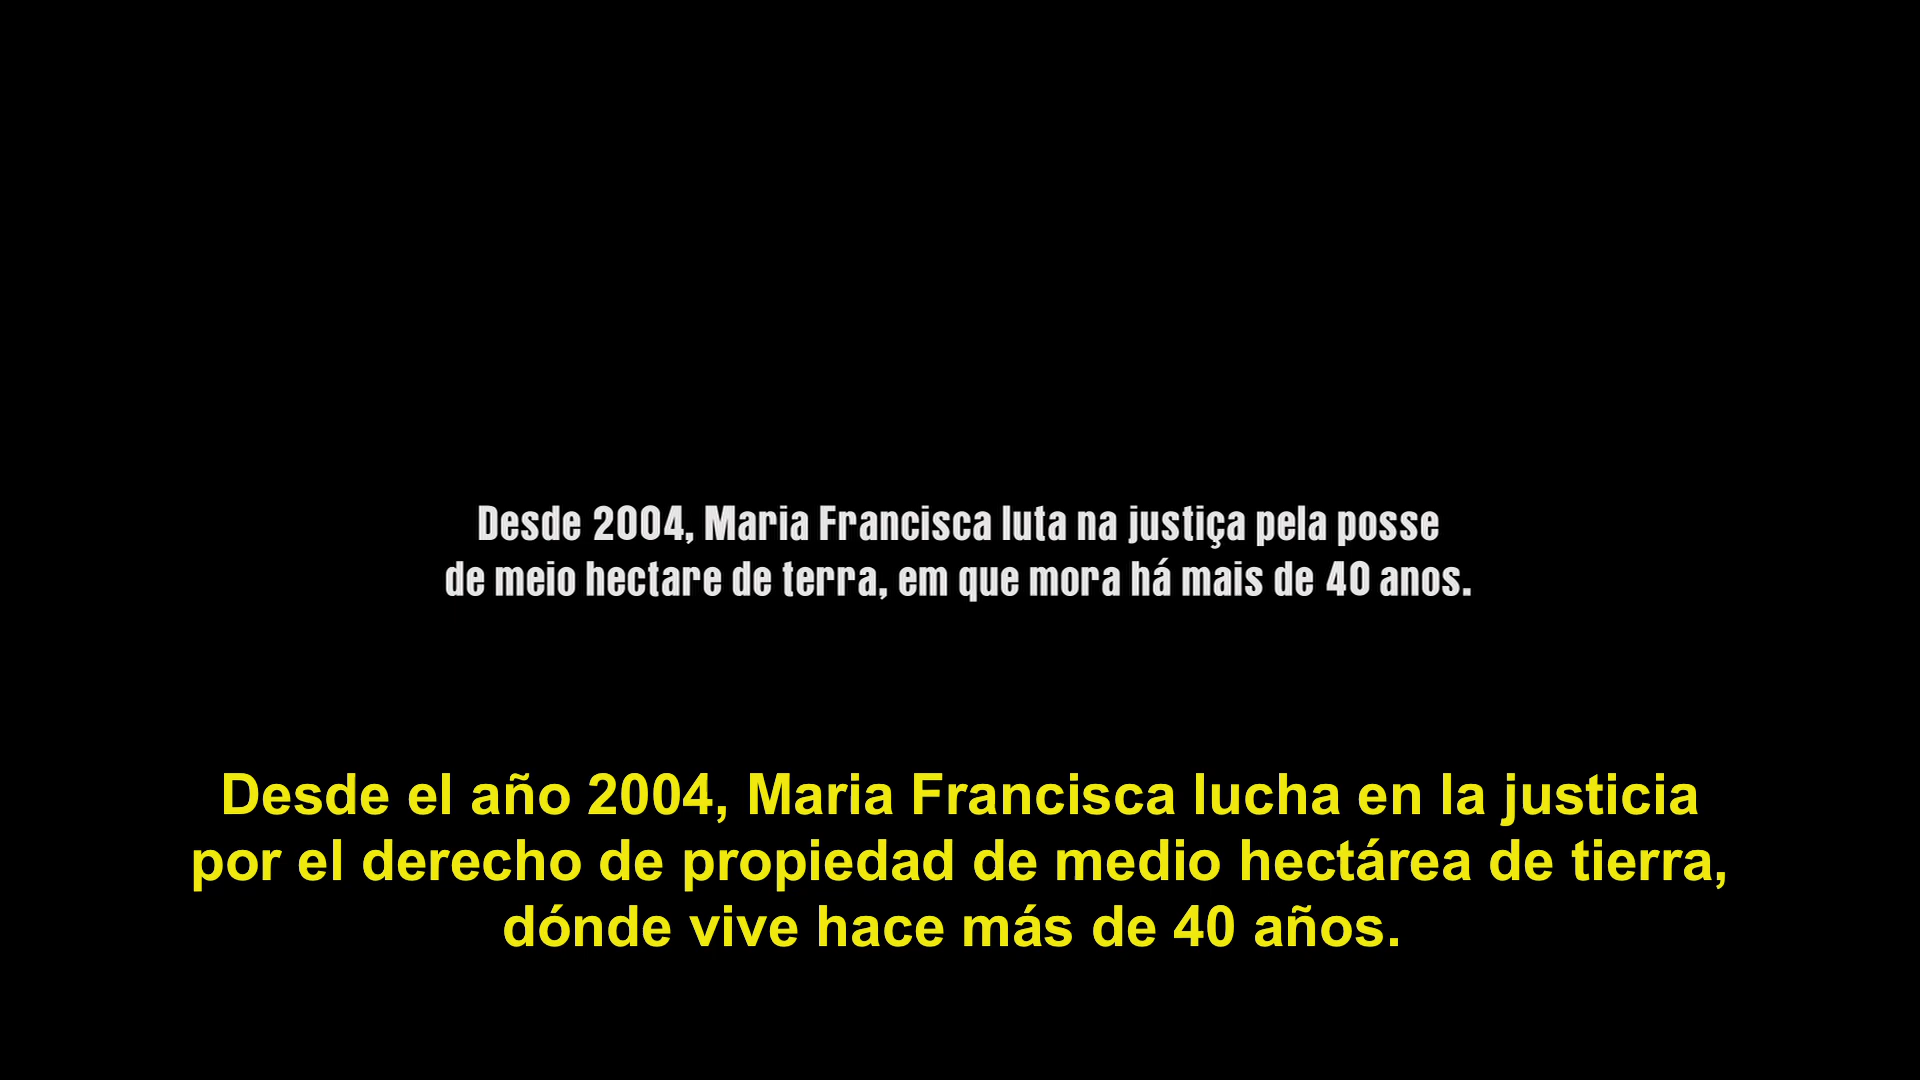 Desde 2004, Maria Francisca luta na justiça pela posse
de meio hectare de terra, em que mora há mais de 40 anos.
Desde el año 2004, Maria Francisca lucha en la justicia
por el derecho de propiedad de medio hectárea de tierra,
dónde vive hace más de 40 años.